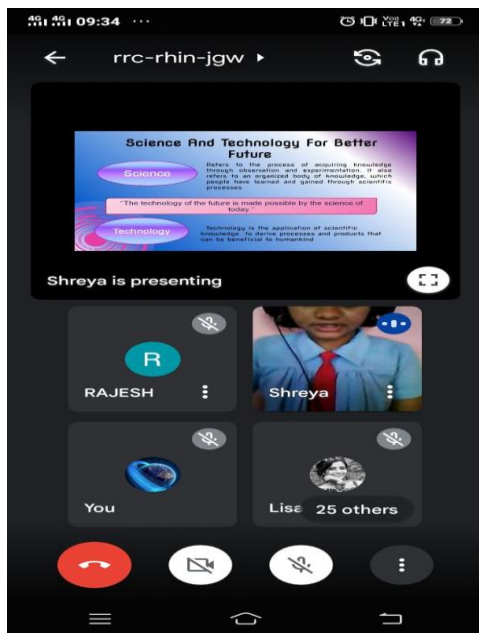 4G 4G 09:34 ··· 4G 72
rrc-rhin-jgw
Science And Technology For Better
Future
Science
Refers to the process of acquiring knowledge
through observation and experimentation. It also
refers to an organized body of knowledge, which
people have learned and gained through scientific
processes
"The technology of the future is made possible by the science of
today."
Technology
Technology is the application of scientific
knowledge to derive processes and products that
can be beneficial to humankind
Shreya is presenting
R
RAJESH
Shreya
You
Lisa
25 others